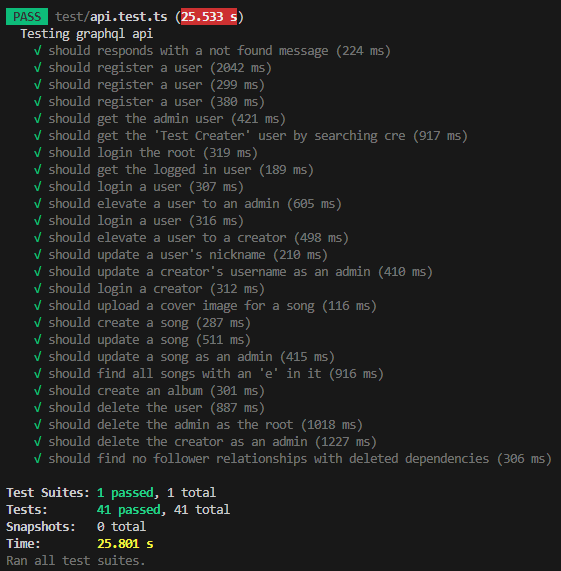 PASS test/api.test.ts (25.533 s)
Testing graphql api
√ should responds with a not found message (224 ms)
√ should register a user (2042 ms)
√ should register a user (299 ms)
√ should register a user (380 ms)
√ should get the admin user (421 ms)
√ should get the 'Test Creater' user by searching cre (917 ms)
√ should login the root (319 ms)
√ should get the logged in user (189 ms)
√ should login a user (307 ms)
√ should elevate a user to an admin (605 ms)
√ should login a user (316 ms)
√ should elevate a user to a creator (498 ms)
√ should update a user's nickname (210 ms)
√ should update a creator's username as an admin (410 ms)
√ should login a creator (312 ms)
√ should upload a cover image for a song (116 ms)
√ should create a song (287 ms)
√ should update a song (511 ms)
√ should update a song as an admin (415 ms)
√ should find all songs with an 'e' in it (916 ms)
√ should create an album (301 ms)
√ should delete the user (887 ms)
√ should delete the admin as the root (1018 ms)
√ should delete the creator as an admin (1227 ms)
√ should find no follower relationships with deleted dependencies (306 ms)
Test Suites: 1 passed, 1 total
Tests: 41 passed, 41 total
Snapshots: 0 total
Time: 25.801 s
Ran all test suites.